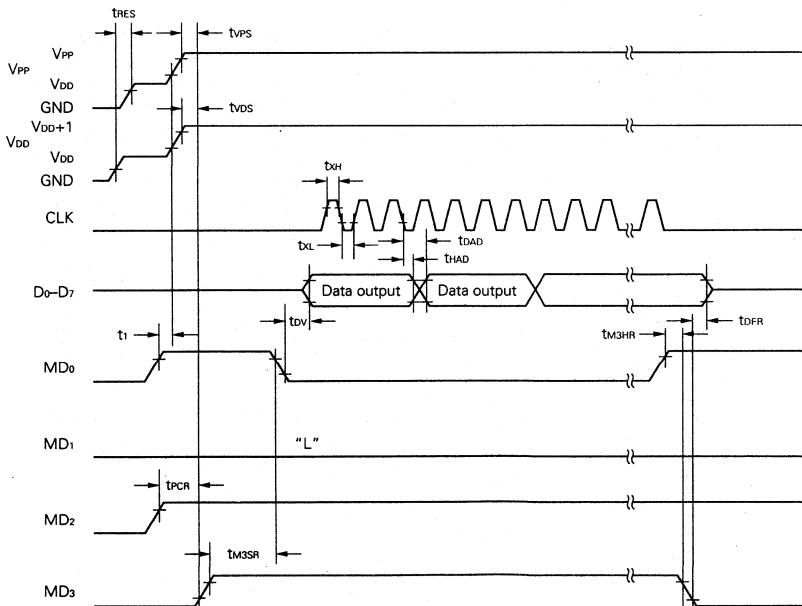 tRES
tVPS
VPP
VPP
VDD
GND
tVDS
VDD+1
VDD
VDD
GND
tXH
CLK
tXL
tDAD
tHAD
D0–D7
Data output
Data output
tDV
tDFR
t1
tM3HR
MD0
MD1
"L"
tPCR
MD2
tM3SR
MD3